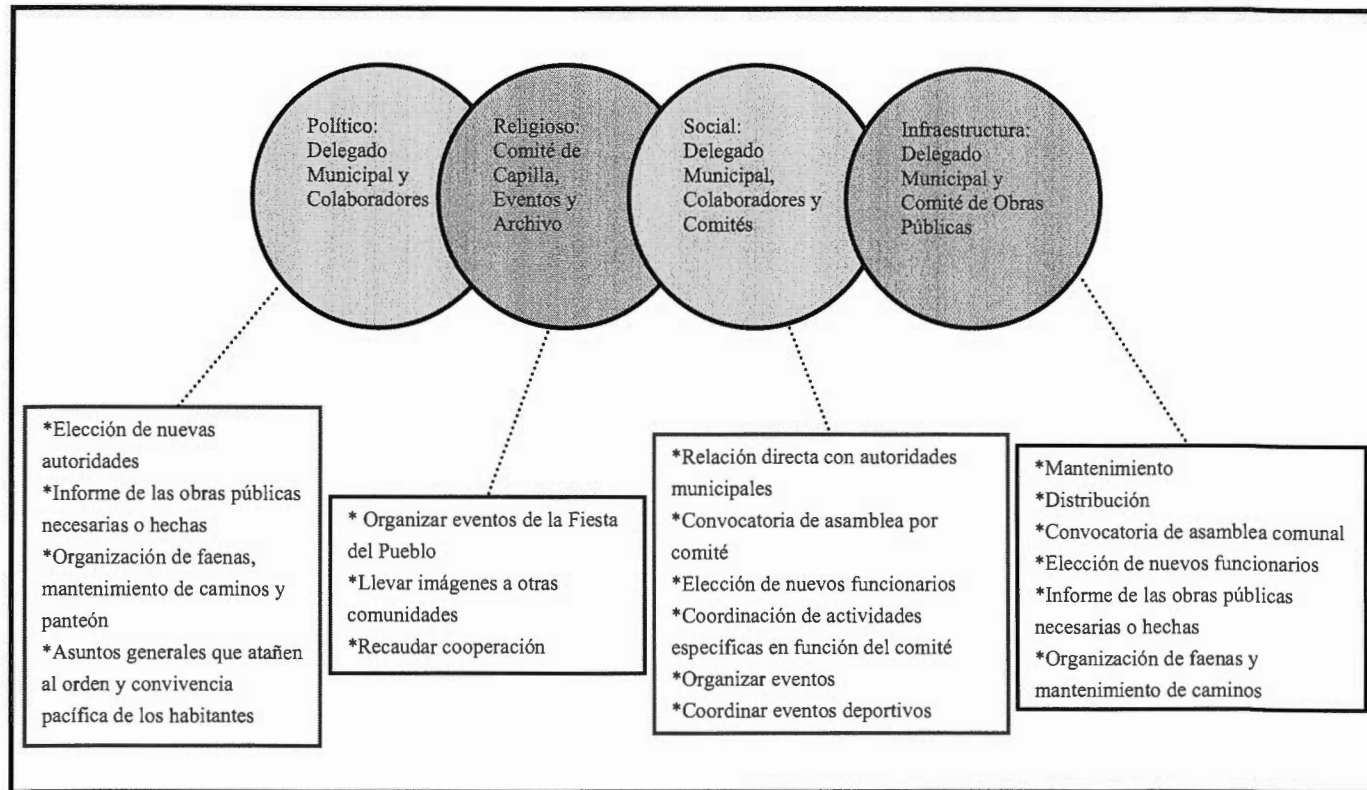 Político:
Delegado
Municipal y
Colaboradores
Religioso:
Comité de
Capilla,
Eventos y
Archivo
Social:
Delegado
Municipal,
Colaboradores y
Comités
Infraestructura:
Delegado
Municipal y
Comité de Obras
Públicas
*Elección de nuevas
autoridades
*Informe de las obras públicas
necesarias o hechas
*Organización de faenas,
mantenimiento de caminos y
panteón
*Asuntos generales que atañen
al orden y convivencia
pacífica de los habitantes
* Organizar eventos de la Fiesta
del Pueblo
*Llevar imágenes a otras
comunidades
*Recaudar cooperación
*Relación directa con autoridades
municipales
*Convocatoria de asamblea por
comité
*Elección de nuevos funcionarios
*Coordinación de actividades
específicas en función del comité
*Organizar eventos
*Coordinar eventos deportivos
*Mantenimiento
*Distribución
*Convocatoria de asamblea comunal
*Elección de nuevos funcionarios
*Informe de las obras públicas
necesarias o hechas
*Organización de faenas y
mantenimiento de caminos